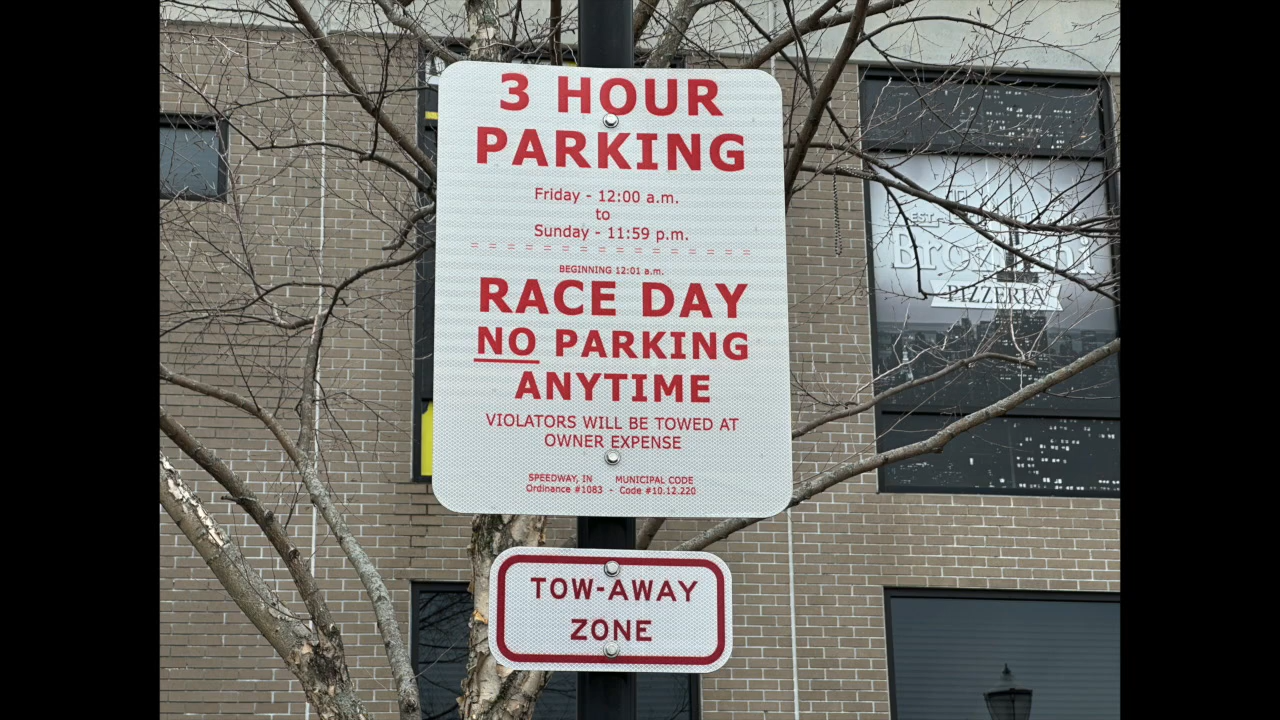 3 HOUR
PARKING
Friday - 12:00 a.m.
to
Sunday - 11:59 p.m.
BEGINNING 12:01 a.m.
RACE DAY
NO PARKING
ANYTIME
VIOLATORS WILL BE TOWED AT
OWNER EXPENSE
SPEEDWAY, IN MUNICIPAL CODE
Ordinance #1083 - Code #10.12.220
TOW-AWAY
ZONE
PIZZERIA